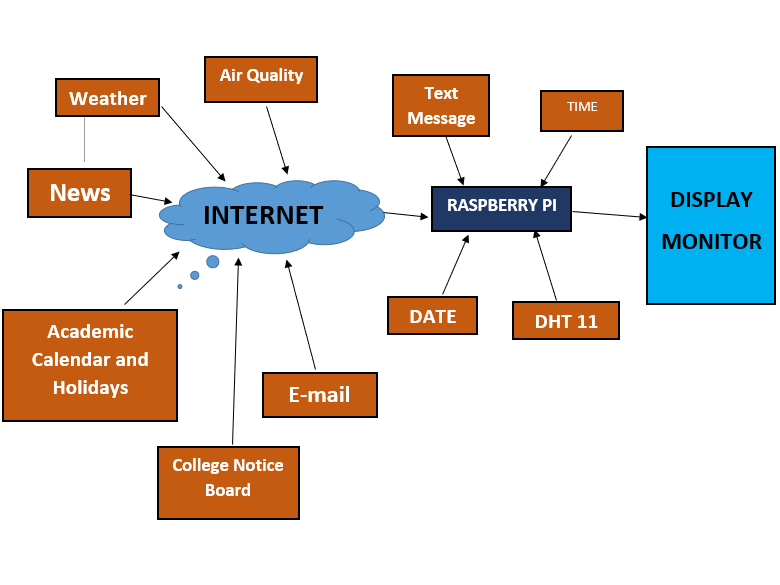 Air Quality
Weather
Text
Message
TIME
News
INTERNET
RASPBERRY PI
DISPLAY
MONITOR
DATE
DHT 11
Academic
Calendar and
Holidays
E-mail
College Notice
Board